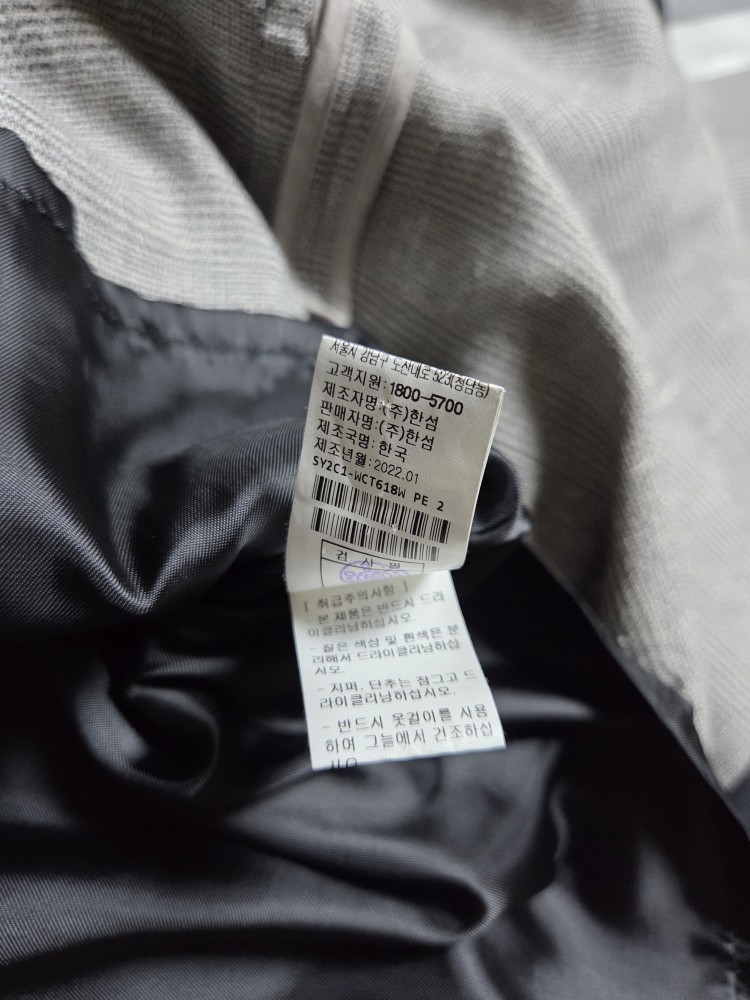 서울시 강남구 도산대로 523(청담동)
고객지원:1800-5700
제조자명:(주)한섬
판매자명:(주)한섬
제조국명:한국
제조년월:2022.01
SY2C1-WCT618W PE 2
검 사 필
[ 취급주의사항 ]
- 본 제품은 반드시 드라
이클리닝하십시오.
- 짙은 색상 및 흰색은 분
리해서 드라이클리닝하십
시오.
- 지퍼, 단추는 잠그고 드
라이클리닝하십시오.
- 반드시 옷걸이를 사용
하여 그늘에서 건조하십
시오